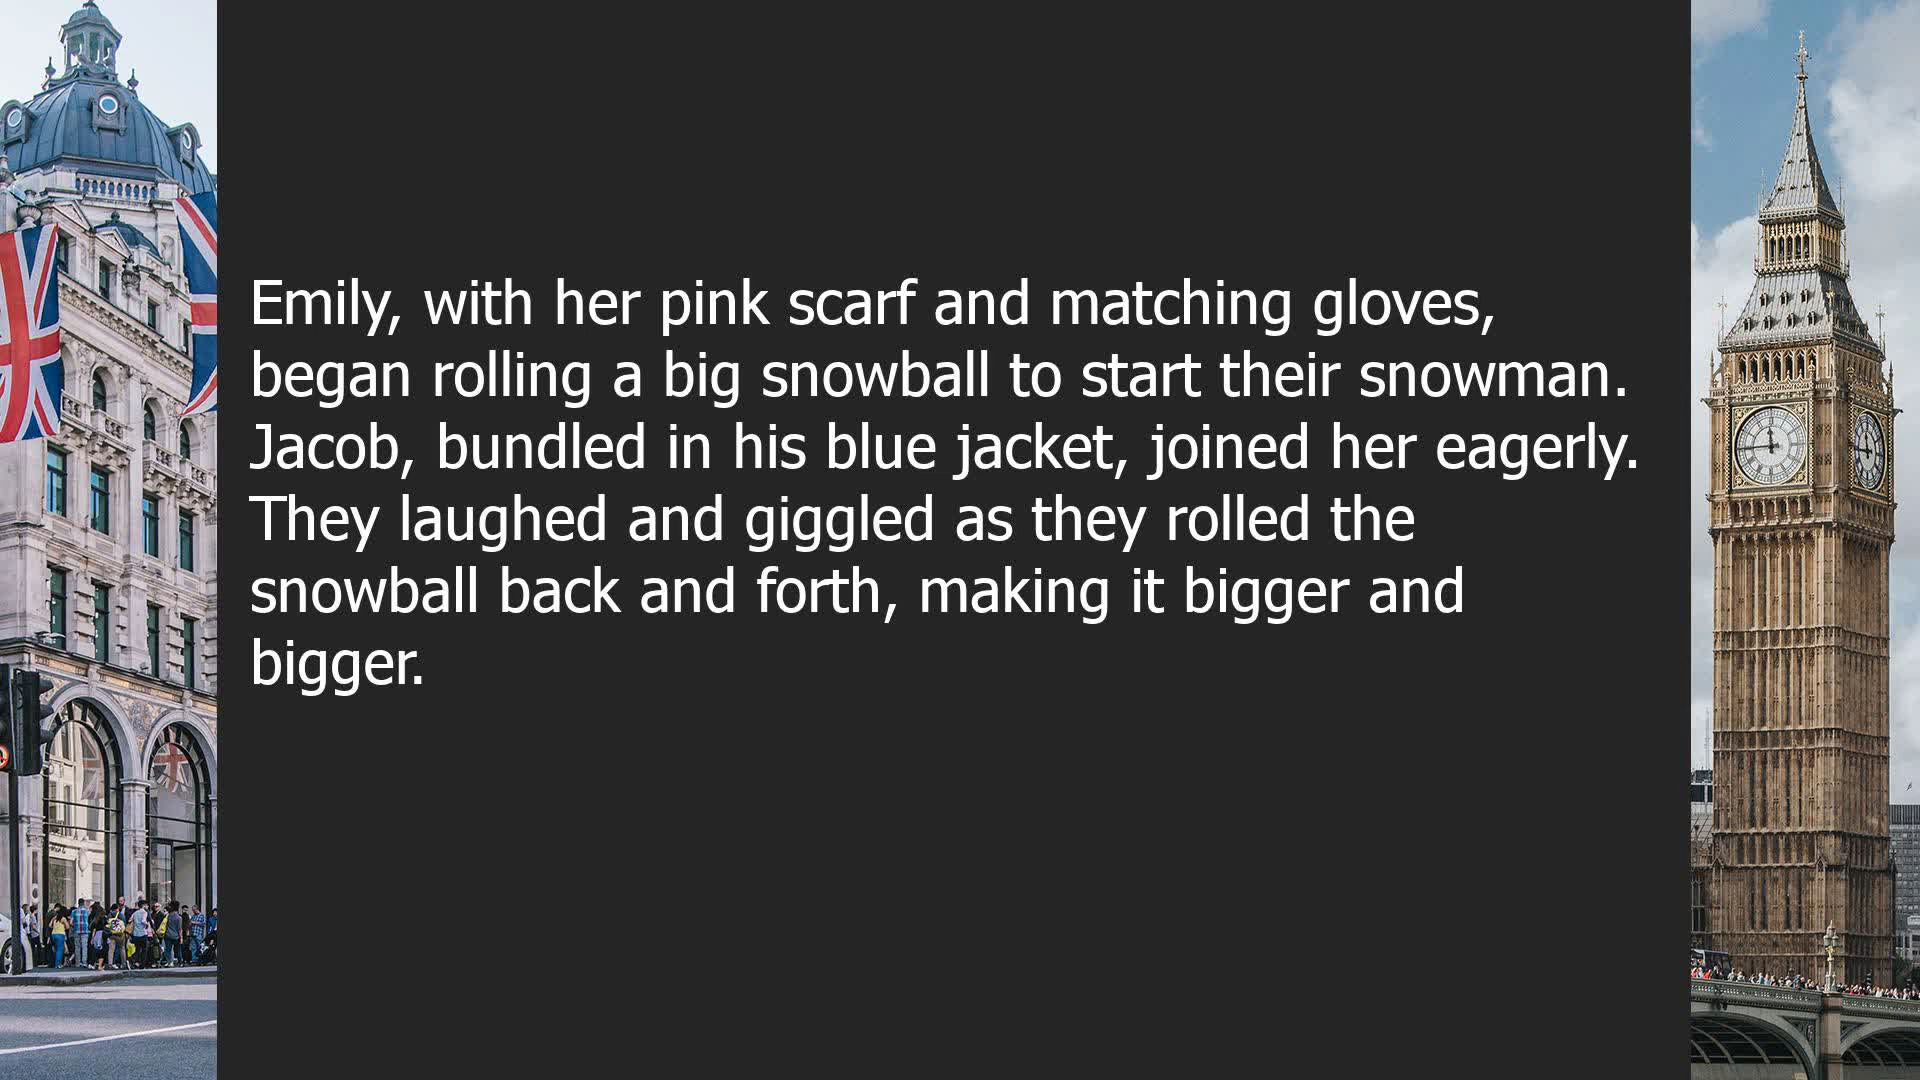 Emily, with her pink scarf and matching gloves,
began rolling a big snowball to start their snowman.
Jacob, bundled in his blue jacket, joined her eagerly.
They laughed and giggled as they rolled the
snowball back and forth, making it bigger and
bigger.